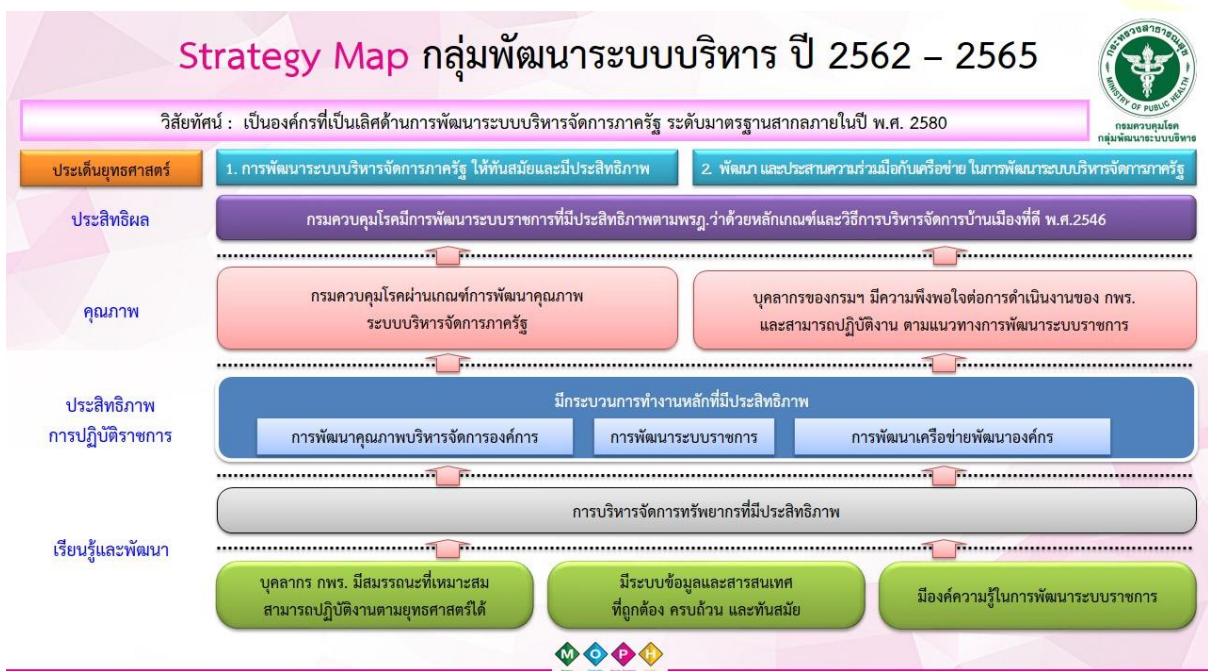 Strategy Map กลุ่มพัฒนาระบบบริหาร ปี 2562 – 2565
กระทรวงสาธารณสุข
MINISTRY OF PUBLIC HEALTH
กรมควบคุมโรค
กลุ่มพัฒนาระบบบริหาร
วิสัยทัศน์ : เป็นองค์กรที่เป็นเลิศด้านการพัฒนาระบบบริหารจัดการภาครัฐ ระดับมาตรฐานสากลภายในปี พ.ศ. 2580
ประเด็นยุทธศาสตร์
1. การพัฒนาระบบบริหารจัดการภาครัฐ ให้ทันสมัยและมีประสิทธิภาพ
2. พัฒนา และประสานความร่วมมือกับเครือข่าย ในการพัฒนาระบบบริหารจัดการภาครัฐ
ประสิทธิผล
กรมควบคุมโรคมีการพัฒนาระบบราชการที่มีประสิทธิภาพตามพรฎ.ว่าด้วยหลักเกณฑ์และวิธีการบริหารจัดการบ้านเมืองที่ดี พ.ศ.2546
คุณภาพ
กรมควบคุมโรคผ่านเกณฑ์การพัฒนาคุณภาพ
ระบบบริหารจัดการภาครัฐ
บุคลากรของกรมฯ มีความพึงพอใจต่อการดำเนินงานของ กพร.
และสามารถปฏิบัติงาน ตามแนวทางการพัฒนาระบบราชการ
ประสิทธิภาพ
การปฏิบัติราชการ
มีกระบวนการทำงานหลักที่มีประสิทธิภาพ
การพัฒนาคุณภาพบริหารจัดการองค์การ
การพัฒนาระบบราชการ
การพัฒนาเครือข่ายพัฒนาองค์กร
เรียนรู้และพัฒนา
การบริหารจัดการทรัพยากรที่มีประสิทธิภาพ
บุคลากร กพร. มีสมรรถนะที่เหมาะสม
สามารถปฏิบัติงานตามยุทธศาสตร์ได้
มีระบบข้อมูลและสารสนเทศ
ที่ถูกต้อง ครบถ้วน และทันสมัย
มีองค์ความรู้ในการพัฒนาระบบราชการ
M O P H